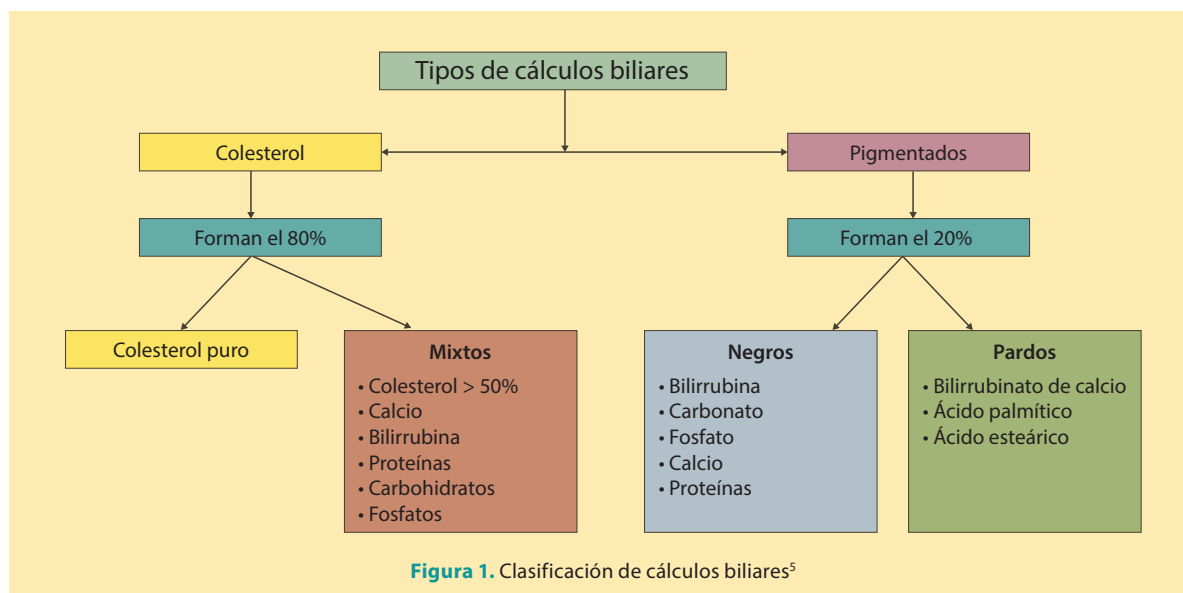 Tipos de cálculos biliares
Colesterol
Pigmentados
Forman el 80%
Forman el 20%
Colesterol puro
Mixtos
• Colesterol > 50%
• Calcio
• Bilirrubina
• Proteínas
• Carbohidratos
• Fosfatos
Negros
• Bilirrubina
• Carbonato
• Fosfato
• Calcio
• Proteínas
Pardos
• Bilirrubinato de calcio
• Ácido palmítico
• Ácido esteárico
Figura 1. Clasificación de cálculos biliares⁵